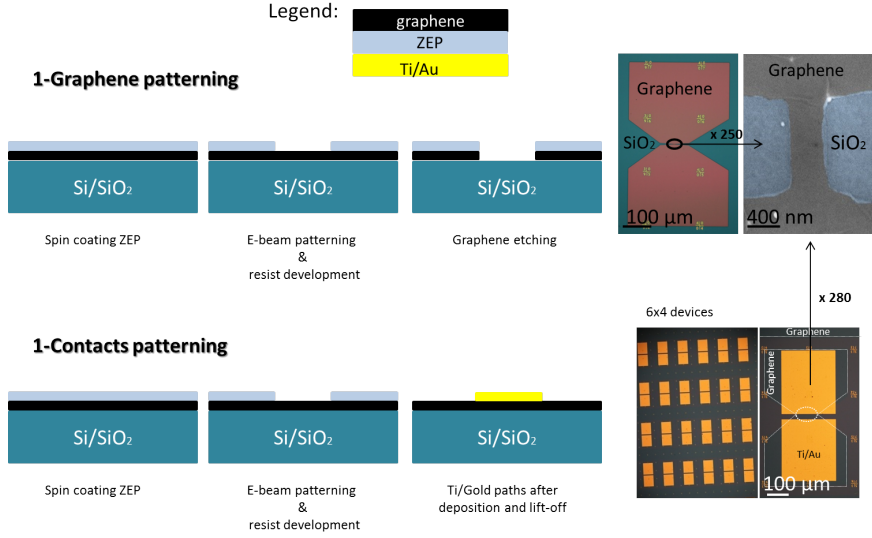 Legend:
graphene
ZEP
Ti/Au
1-Graphene patterning
Si/SiO2
Si/SiO2
Si/SiO2
Spin coating ZEP
E-beam patterning
&
resist development
Graphene etching
Graphene
SiO2
x 250
100 μm
Graphene
SiO2
400 nm
x 280
1-Contacts patterning
Si/SiO2
Si/SiO2
Si/SiO2
Spin coating ZEP
E-beam patterning
&
resist development
Ti/Gold paths after
deposition and lift-off
6x4 devices
Graphene
Graphene
Ti/Au
100 μm